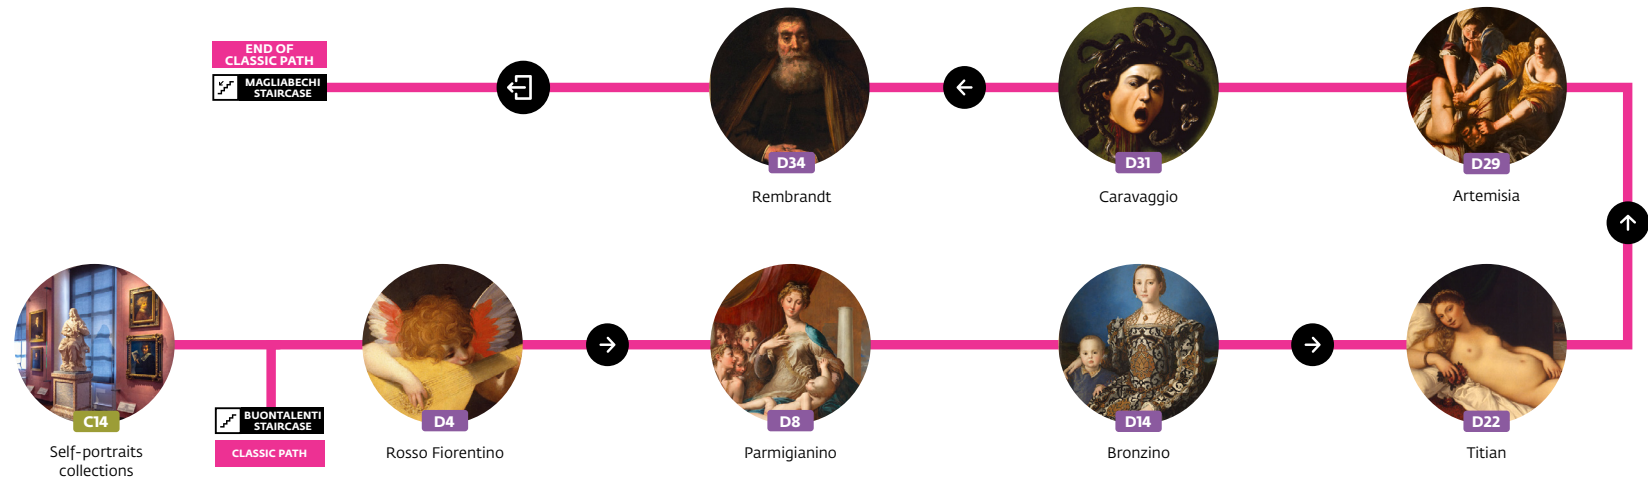 END OF
CLASSIC PATH
MAGLIABECHI
STAIRCASE
D34
D31
D29
Rembrandt
Caravaggio
Artemisia
C14
BUONTALENTI
STAIRCASE
D4
D8
D14
D22
Self-portraits
collections
CLASSIC PATH
Rosso Fiorentino
Parmigianino
Bronzino
Titian